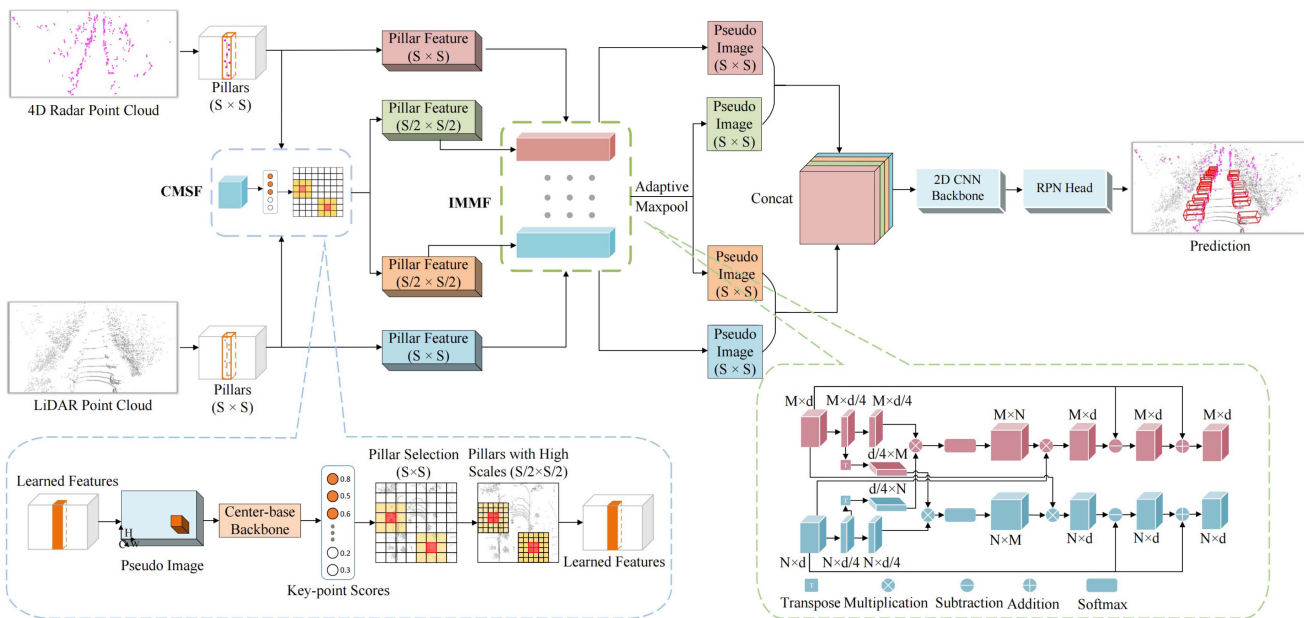 4D Radar Point Cloud
Pillars
(S × S)
CMSF
LiDAR Point Cloud
Pillars
(S × S)
Pillar Feature
(S × S)
Pillar Feature
(S/2 × S/2)
Pillar Feature
(S/2 × S/2)
Pillar Feature
(S × S)
IMMF
Adaptive
Maxpool
Pseudo
Image
(S × S)
Pseudo
Image
(S × S)
Pseudo
Image
(S × S)
Pseudo
Image
(S × S)
Concat
2D CNN
Backbone
RPN Head
Prediction
Learned Features
H
C
W
Pseudo Image
Center-base
Backbone
0.8
0.5
0.6
0.2
0.3
Key-point Scores
Pillar Selection
(S×S)
Pillars with High
Scales (S/2×S/2)
Learned Features
M×d
M×d/4
M×d/4
M×N
M×d
M×d
M×d
T
d/4×M
d/4×N
T
N×d
N×d/4
N×d/4
N×M
N×d
N×d
N×d
T
Transpose
Multiplication
Subtraction
Addition
Softmax